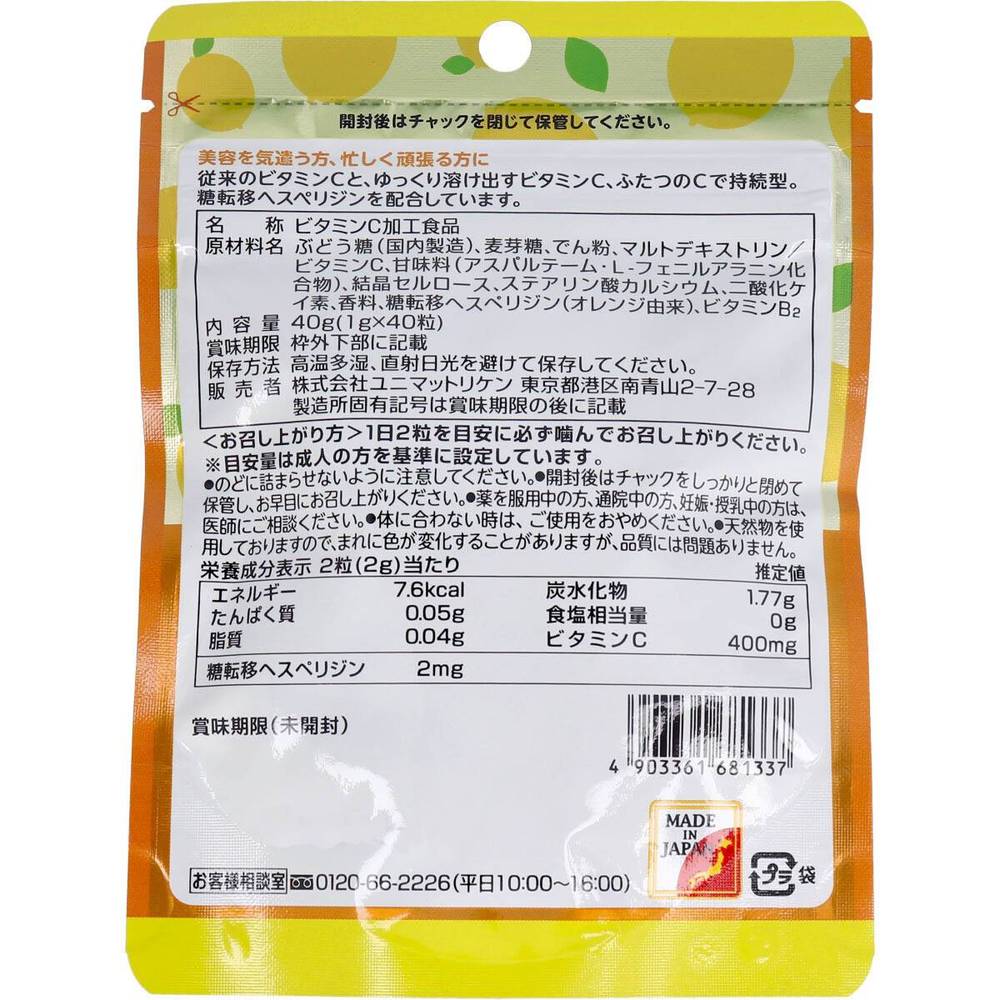 開封後はチャックを閉じて保管してください。
美容を気遣う方、忙しく頑張る方に
従来のビタミンCと、ゆっくり溶け出すビタミンC、ふたつのCで持続型。
糖転移ヘスペリジンを配合しています。
名称 ビタミンC加工食品
原材料名 ぶどう糖(国内製造)、麦芽糖、でん粉、マルトデキストリン/
ビタミンC、甘味料(アスパルテーム・L-フェニルアラニン化
合物)、結晶セルロース、ステアリン酸カルシウム、二酸化ケ
イ素、香料、糖転移ヘスペリジン(オレンジ由来)、ビタミンB₂
内容量 40g(1g×40粒)
賞味期限 枠外下部に記載
保存方法 高温多湿、直射日光を避けて保存してください。
販売者 株式会社ユニマットリケン 東京都港区南青山2-7-28
製造所固有記号は賞味期限の後に記載
<お召し上がり方>1日2粒を目安に必ず噛んでお召し上がりください。
※目安量は成人の方を基準に設定しています。
●のどに詰まらせないように注意してください。●開封後はチャックをしっかりと閉めて
保管し、お早目にお召し上がりください。●薬を服用中の方、通院中の方、妊娠・授乳中の方は、
医師にご相談ください。●体に合わない時は、ご使用をおやめください。●天然物を使
用しておりますので、まれに色が変化することがありますが、品質には問題ありません。
栄養成分表示 2粒(2g)当たり 推定値
エネルギー 7.6kcal 炭水化物 1.77g
たんぱく質 0.05g 食塩相当量 0g
脂質 0.04g ビタミンC 400mg
糖転移ヘスペリジン 2mg
賞味期限(未開封)
4 903361 681337
MADE
IN
JAPAN
お客様相談室 0120-66-2226(平日10:00~16:00)
プラ 袋